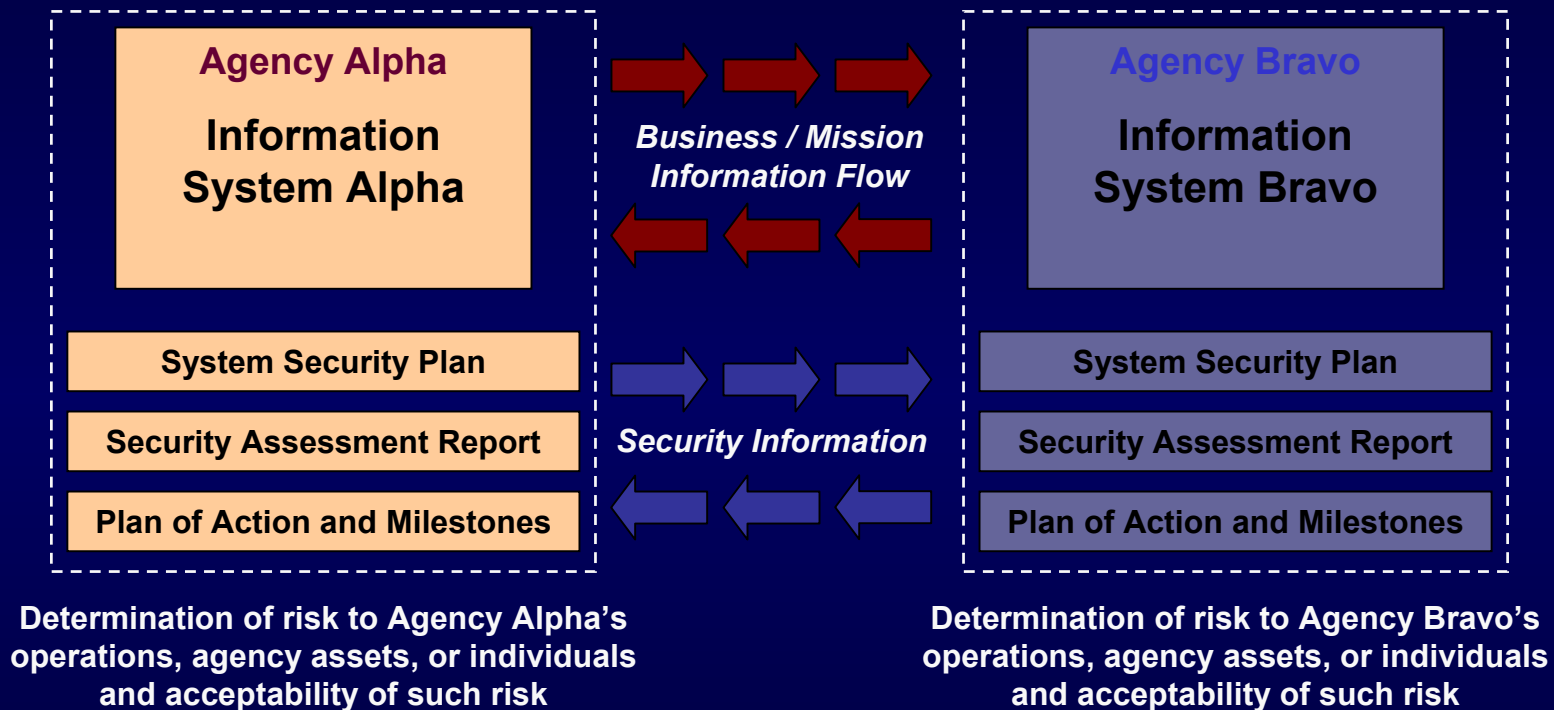 Agency Alpha
Information
System Alpha
System Security Plan
Security Assessment Report
Plan of Action and Milestones
Determination of risk to Agency Alpha’s
operations, agency assets, or individuals
and acceptability of such risk
Business / Mission
Information Flow
Security Information
Agency Bravo
Information
System Bravo
System Security Plan
Security Assessment Report
Plan of Action and Milestones
Determination of risk to Agency Bravo’s
operations, agency assets, or individuals
and acceptability of such risk